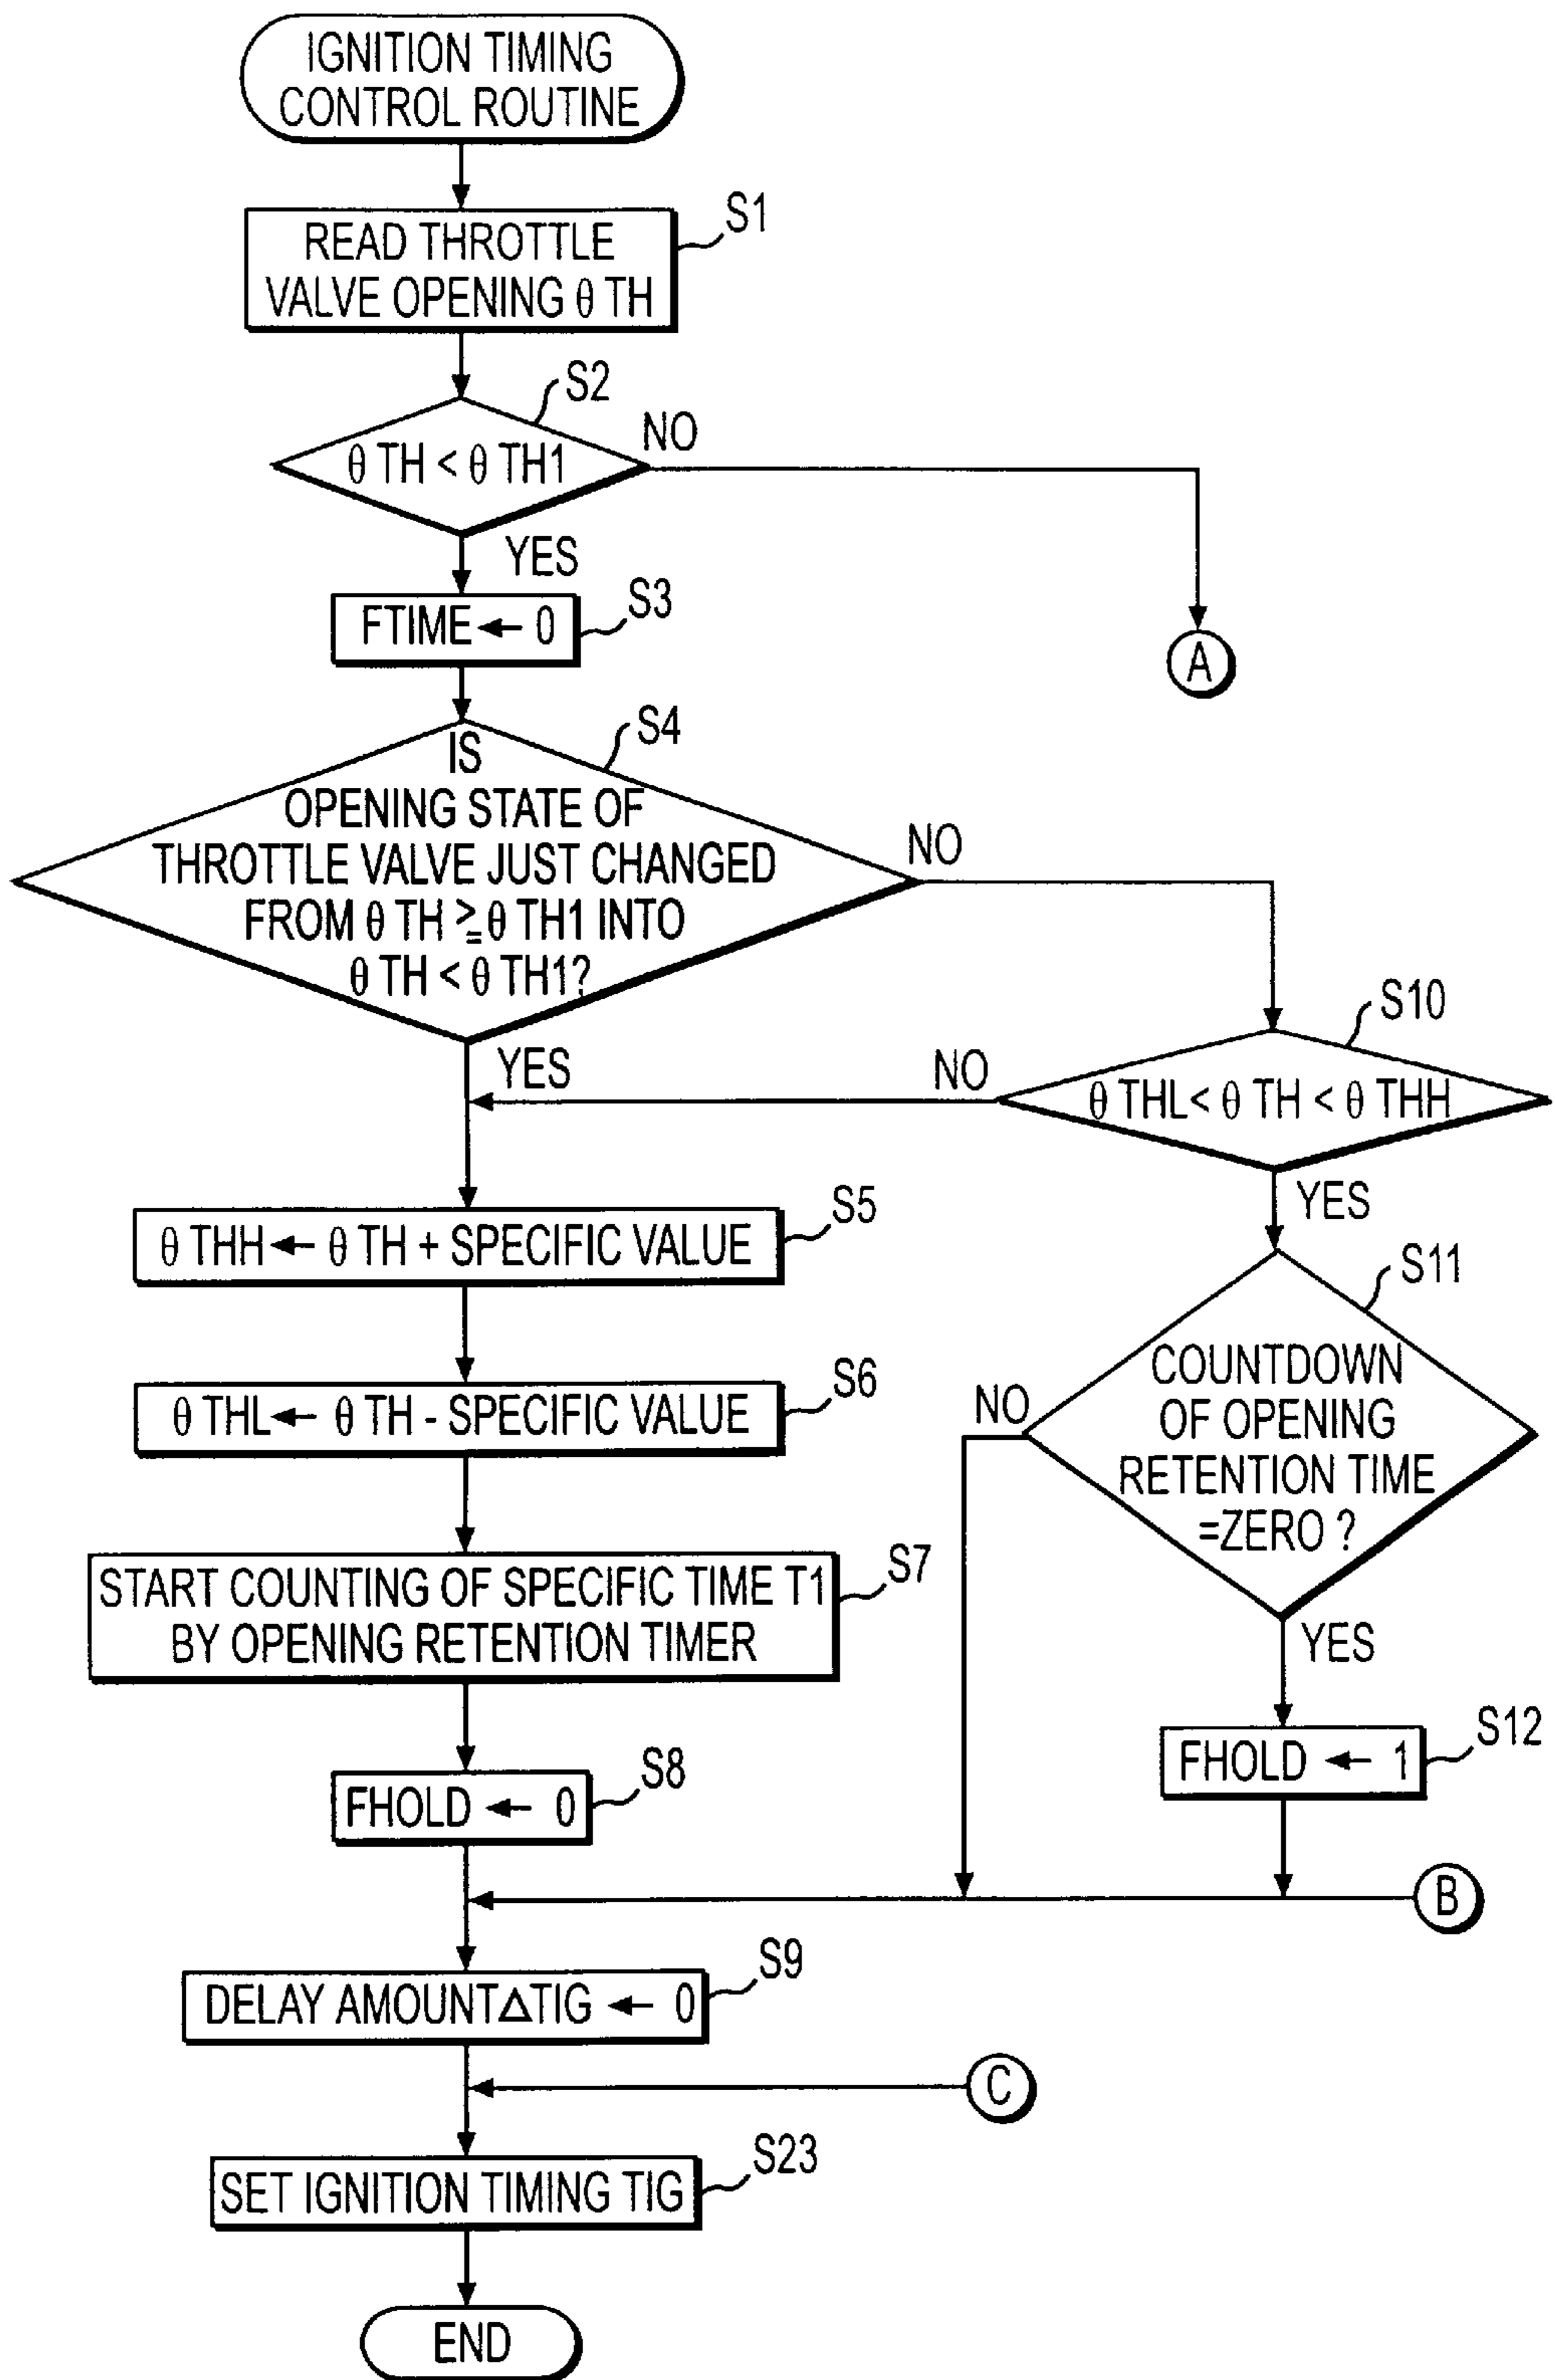 IGNITION TIMING
CONTROL ROUTINE
S1
READ THROTTLE
VALVE OPENING θ TH
S2
θ TH < θ TH1
NO
YES
S3
FTIME ← 0
A
S4
IS
OPENING STATE OF
THROTTLE VALVE JUST CHANGED
FROM θ TH ≧ θ TH1 INTO
θ TH < θ TH1?
NO
YES
S10
NO
θ THL < θ TH < θ THH
YES
S5
θ THH ← θ TH + SPECIFIC VALUE
S6
θ THL ← θ TH - SPECIFIC VALUE
S11
COUNTDOWN
OF OPENING
RETENTION TIME
=ZERO ?
NO
YES
S7
START COUNTING OF SPECIFIC TIME T1
BY OPENING RETENTION TIMER
S12
FHOLD ← 1
S8
FHOLD ← 0
B
S9
DELAY AMOUNT△TIG ← 0
C
S23
SET IGNITION TIMING TIG
END